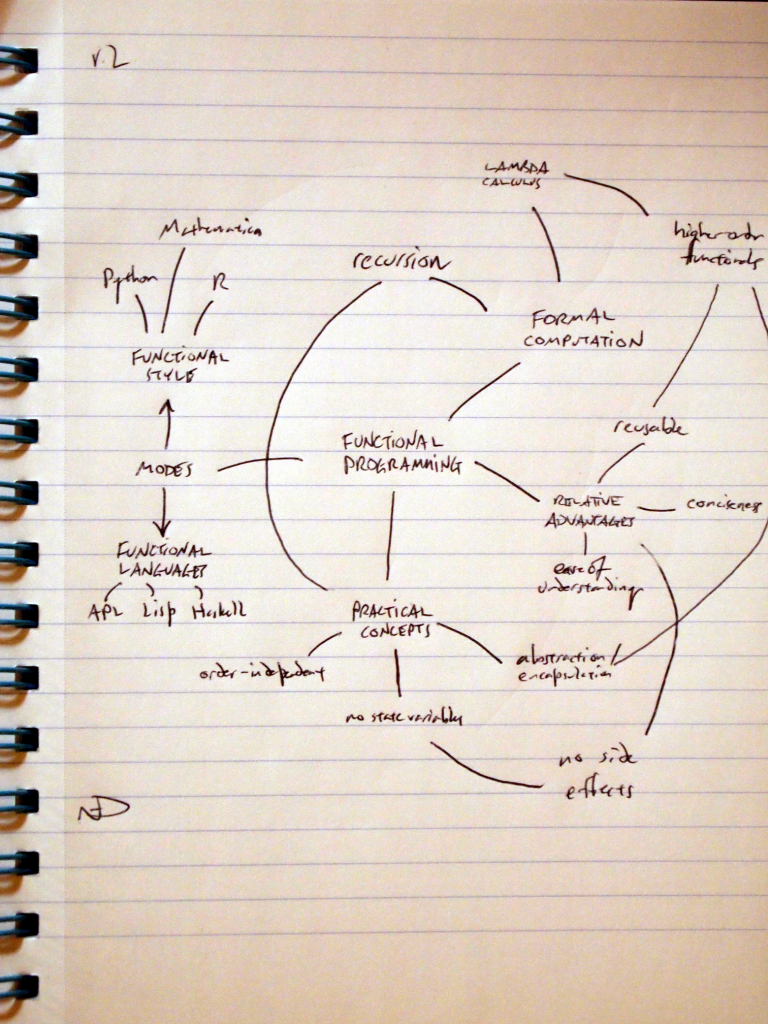 v.2
LAMBDA
CALCULUS
Mathematica
higher-order
functionals
recursion
Python
R
FORMAL
COMPUTATION
FUNCTIONAL
STYLE
reusable
FUNCTIONAL
PROGRAMMING
MODES
RELATIVE
ADVANTAGES
conciseness
FUNCTIONAL
LANGUAGES
ease of
understanding
APL Lisp Haskell
PRACTICAL
CONCEPTS
order-independent
abstraction/
encapsulation
no state variables
no side
effects